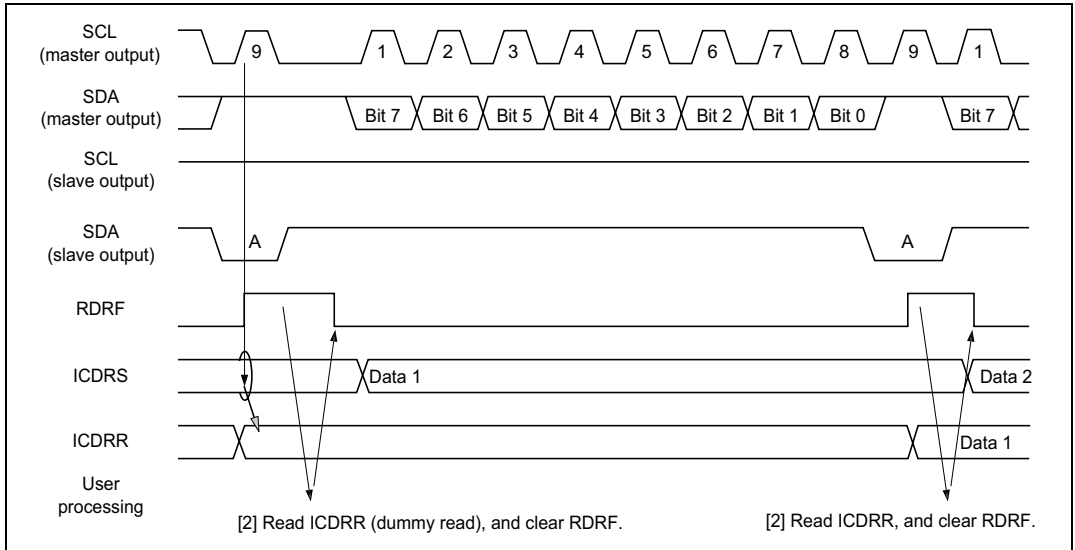 SCL
(master output)
9 1 2 3 4 5 6 7 8 9 1
SDA
(master output)
Bit 7 Bit 6 Bit 5 Bit 4 Bit 3 Bit 2 Bit 1 Bit 0 Bit 7
SCL
(slave output)
SDA
(slave output)
A A
RDRF
ICDRS
Data 1 Data 2
ICDRR
Data 1
User
processing
[2] Read ICDRR (dummy read), and clear RDRF. [2] Read ICDRR, and clear RDRF.